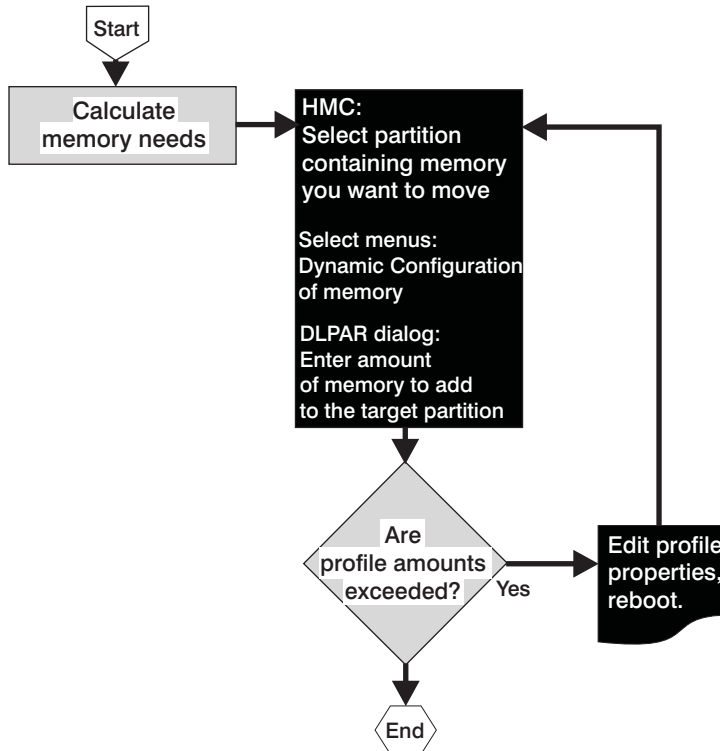 Start
Calculate
memory needs
HMC:
Select partition
containing memory
you want to move
Select menus:
Dynamic Configuration
of memory
DLPAR dialog:
Enter amount
of memory to add
to the target partition
Are
profile amounts
exceeded?
Yes
Edit profile
properties,
reboot.
End